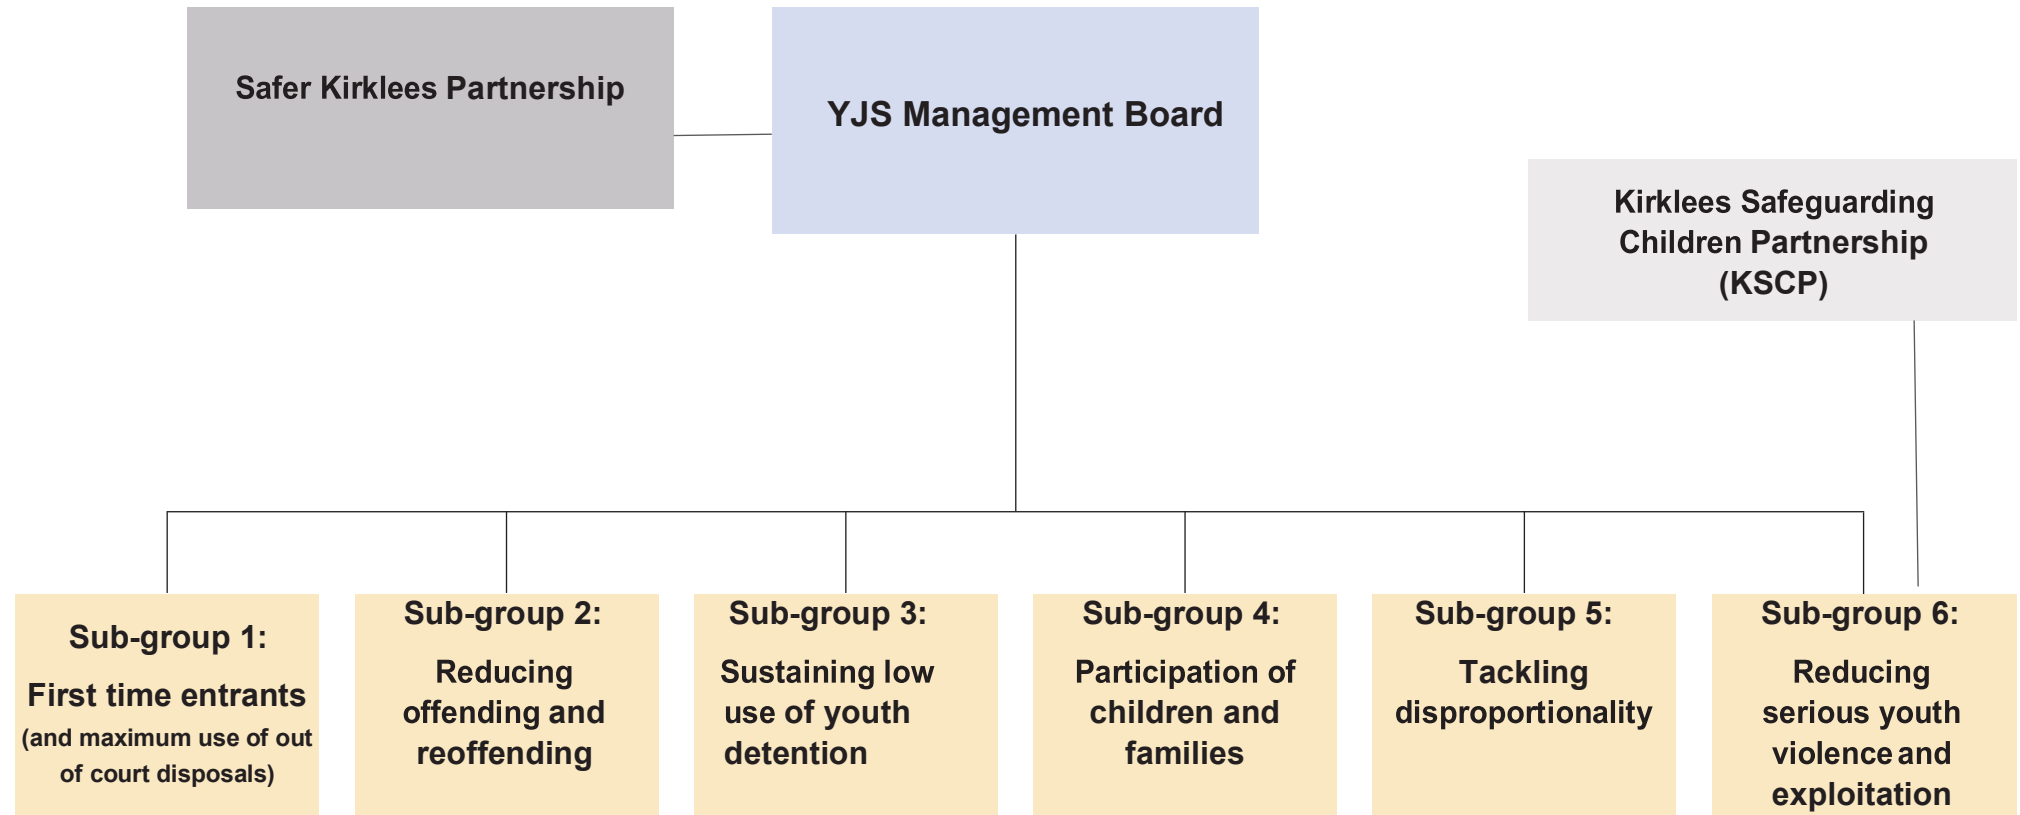 Safer Kirklees Partnership
YJS Management Board
Kirklees Safeguarding
Children Partnership
(KSCP)
Sub-group 1:
First time entrants
(and maximum use of out
of court disposals)
Sub-group 2:
Reducing
offending and
reoffending
Sub-group 3:
Sustaining low
use of youth
detention
Sub-group 4:
Participation of
children and
families
Sub-group 5:
Tackling
disproportionality
Sub-group 6:
Reducing
serious youth
violence and
exploitation